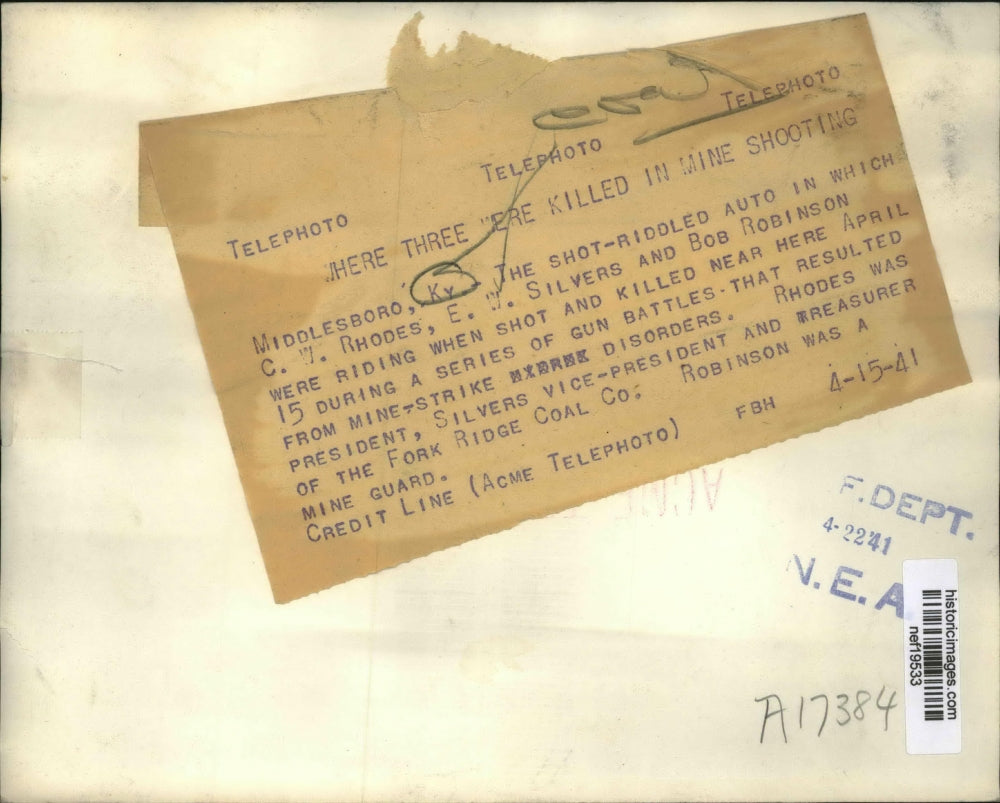 TELEPHOTO TELEPHOTO TELEPHOTO
WHERE THREE WERE KILLED IN MINE SHOOTING
MIDDLESBORO, KY.- THE SHOT-RIDDLED AUTO IN WHICH
C. W. RHODES, E. W. SILVERS AND BOB ROBINSON
WERE RIDING WHEN SHOT AND KILLED NEAR HERE APRIL
15 DURING A SERIES OF GUN BATTLES THAT RESULTED
FROM MINE-STRIKE DISORDERS. RHODES WAS
PRESIDENT, SILVERS VICE-PRESIDENT AND TREASURER
OF THE FORK RIDGE COAL CO. ROBINSON WAS A
MINE GUARD.
CREDIT LINE (ACME TELEPHOTO) FBH 4-15-41
ACME
F. DEPT.
4-22 41
N. E. A
historicimages.com
nef19533
A17384